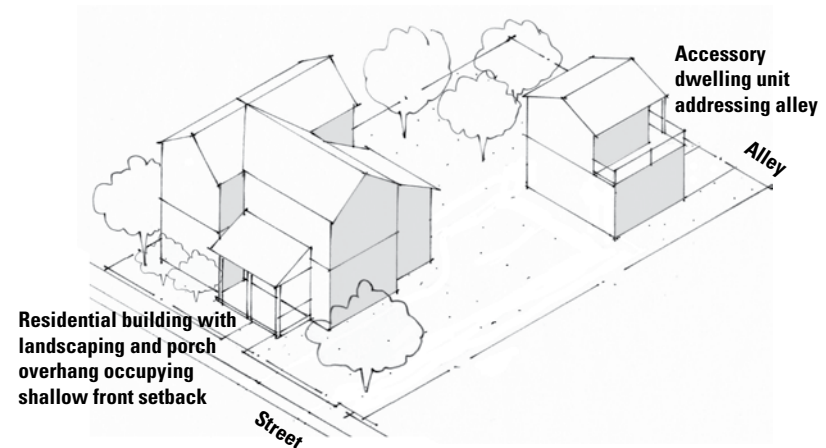 Accessory
dwelling unit
addressing alley
Alley
Residential building with
landscaping and porch
overhang occupying
shallow front setback
Street